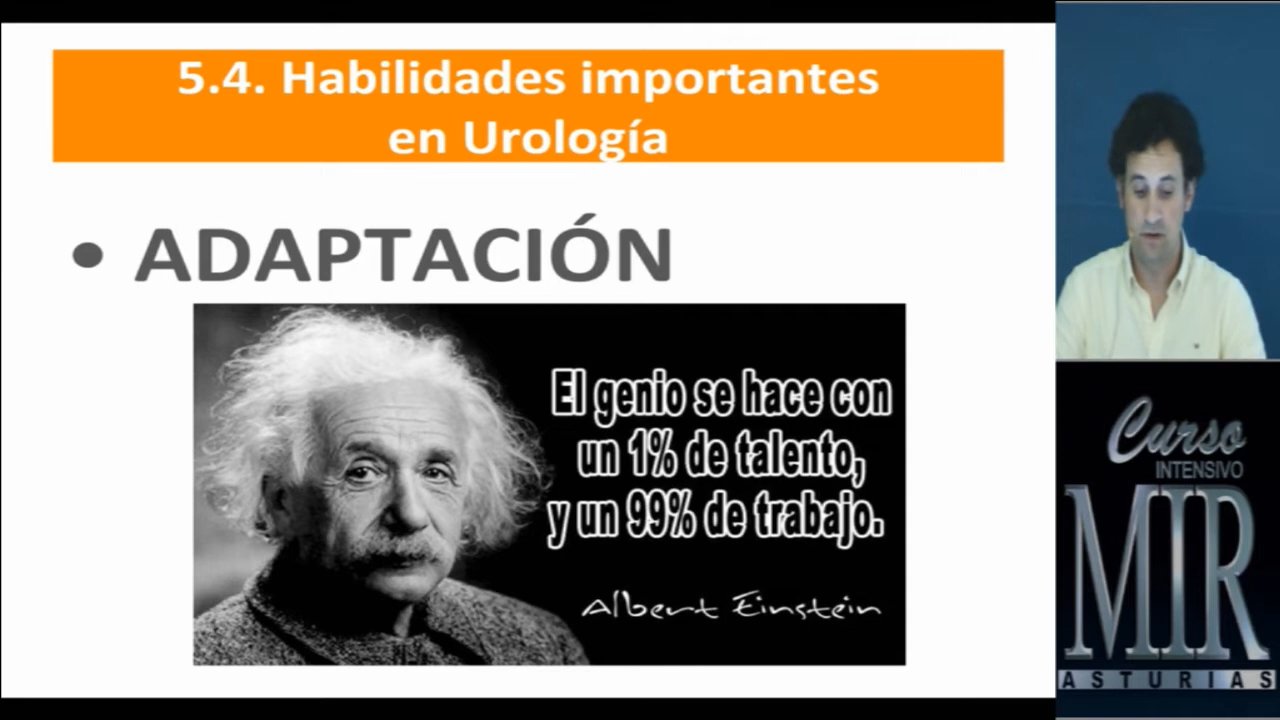 5.4. Habilidades importantes
en Urología
• ADAPTACIÓN
El genio se hace con
un 1% de talento,
y un 99% de trabajo.
Albert Einstein
Curso
INTENSIVO
MIR
ASTURIAS